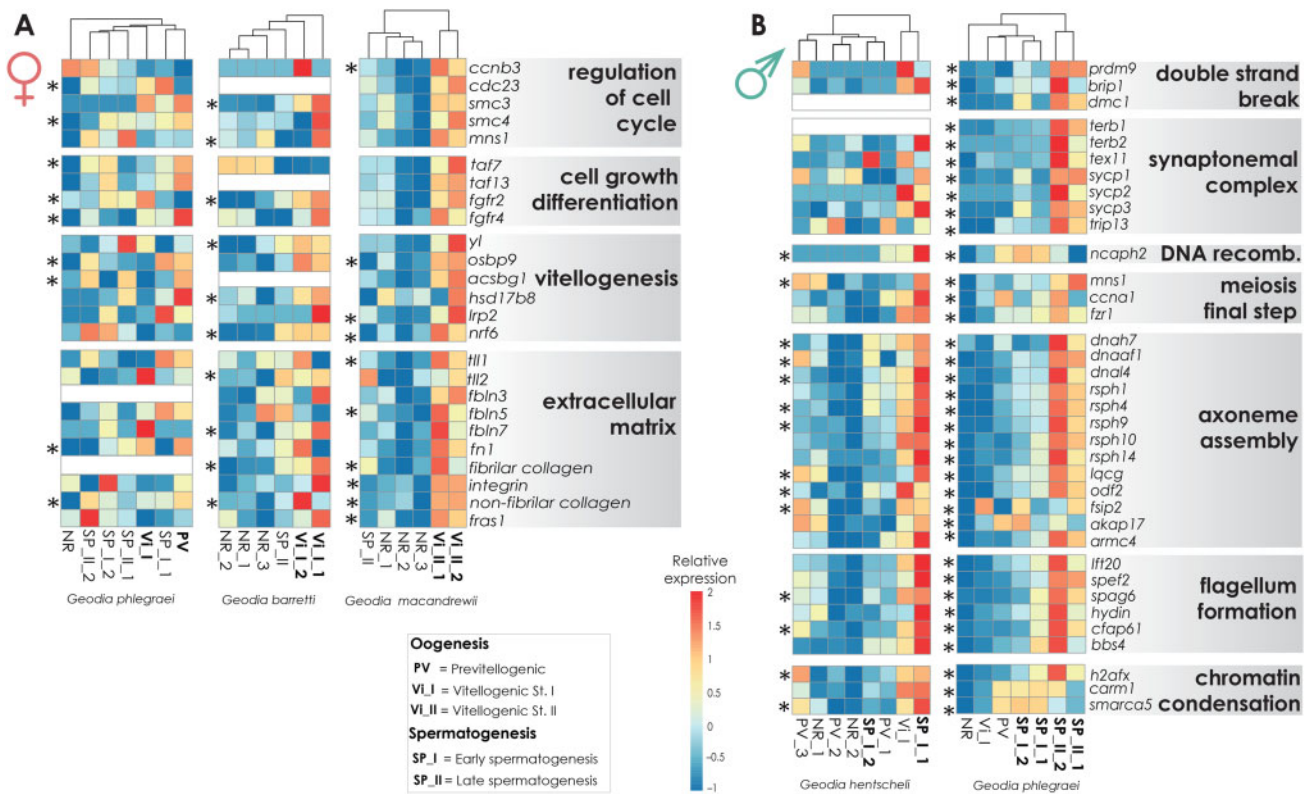 A
regulation
of cell
cycle
ccnb3
cdc23
smc3
smc4
mns1
cell growth
differentiation
taf7
taf13
fgfr2
fgfr4
vitellogenesis
yl
osbp9
acsbg1
hsd17b8
lrp2
nrf6
extracellular
matrix
tll1
tll2
fbln3
fbln5
fbln7
fn1
fibrilar collagen
integrin
non-fibrilar collagen
fras1
NR
SP_II_2
SP_I_2
SP_II_1
Vi_I
SP_I_1
PV
Geodia phlegraei
NR_2
NR_1
NR_3
SP_II
Vi_I_2
Vi_I_1
Geodia barretti
SP_II
NR_1
NR_2
NR_3
Vi_II_1
Vi_II_2
Geodia macandrewii
Oogenesis
PV = Previtellogenic
Vi_I = Vitellogenic St. I
Vi_II = Vitellogenic St. II
Spermatogenesis
SP_I = Early spermatogenesis
SP_II = Late spermatogenesis
Relative
expression
2
1.5
1
0.5
0
-0.5
-1
B
double strand
break
prdm9
brip1
dmc1
synaptonemal
complex
terb1
terb2
tex11
sycp1
sycp2
sycp3
trip13
ncaph2
DNA recomb.
meiosis
final step
mns1
ccna1
fzr1
axoneme
assembly
dnah7
dnaaf1
dnal4
rsph1
rsph4
rsph9
rsph10
rsph14
Iqcg
odf2
fsip2
akap17
armc4
flagellum
formation
Ift20
spef2
spag6
hydin
cfap61
bbs4
chromatin
condensation
h2afx
carm1
smarca5
PV_3
NR_1
PV_2
NR_2
SP_I_2
PV_1
Vi_I
SP_I_1
Geodia hentscheli
NR
Vi_I
PV
SP_I_2
SP_I_1
SP_II_2
SP_II_1
Geodia phlegraei